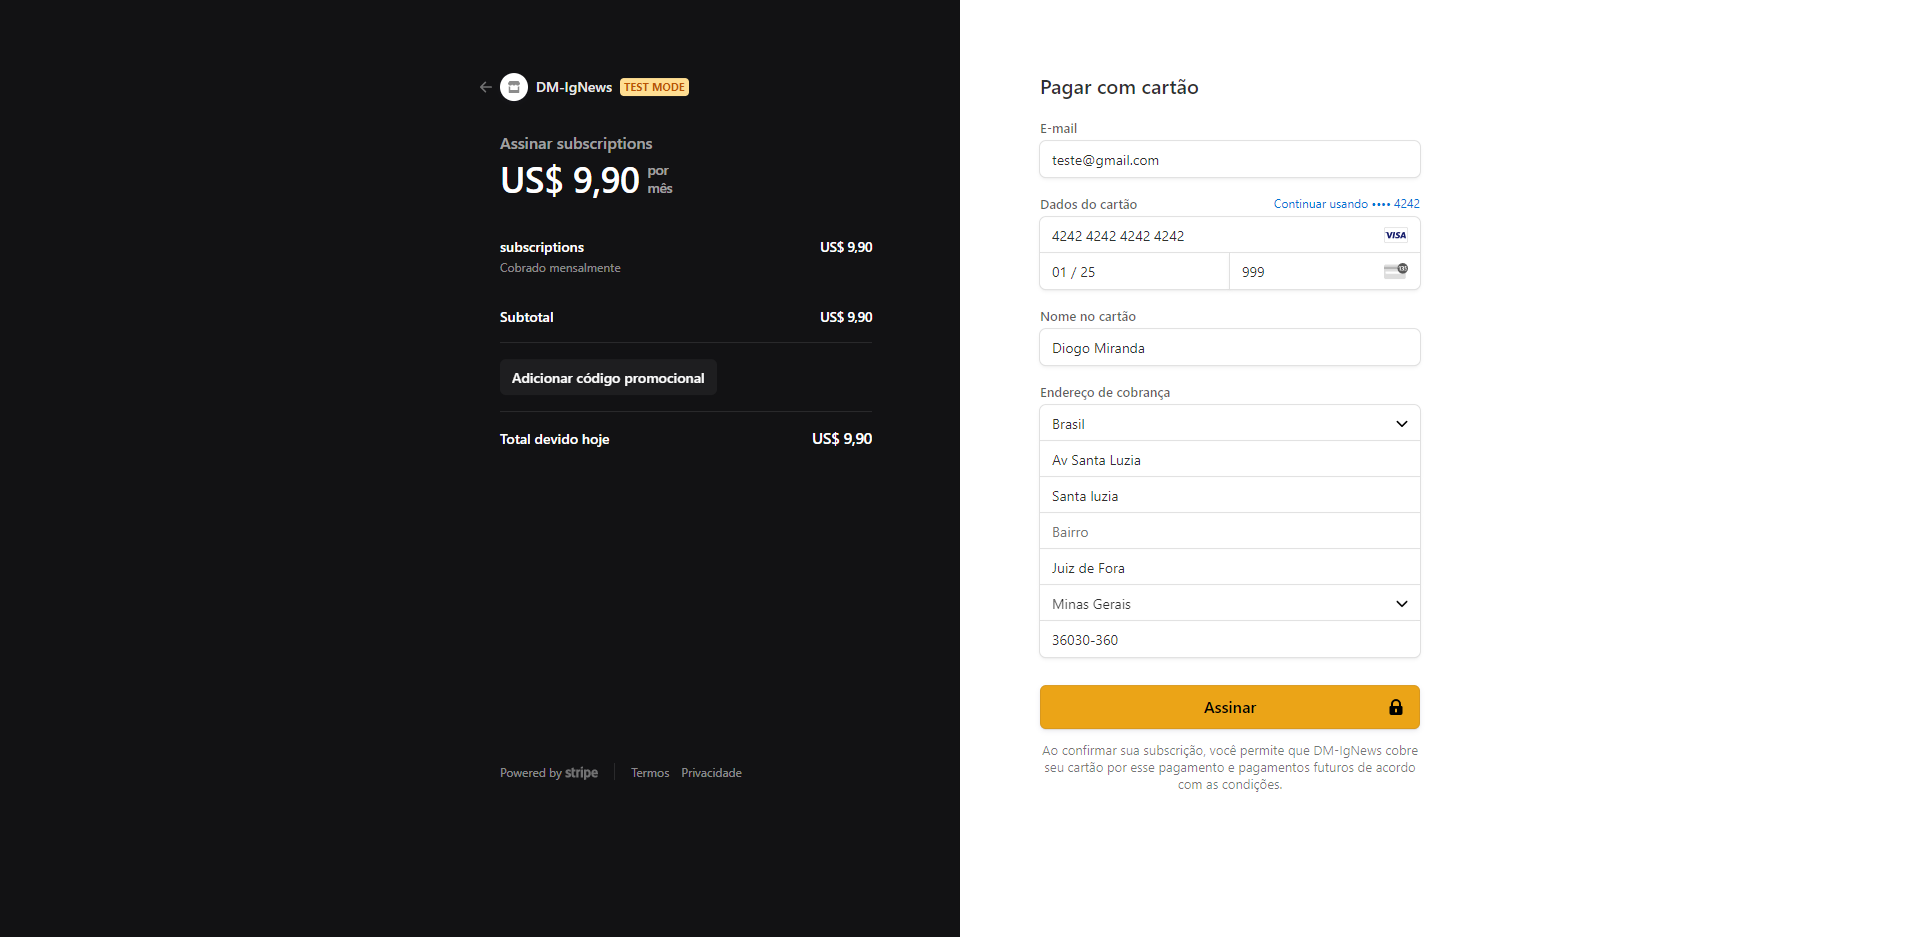 DM-IgNews TEST MODE
Assinar subscriptions
US$ 9,90 por
mês
subscriptions US$ 9,90
Cobrado mensalmente
Subtotal US$ 9,90
Adicionar código promocional
Total devido hoje US$ 9,90
Powered by stripe Termos Privacidade
Pagar com cartão
E-mail
teste@gmail.com
Dados do cartão Continuar usando •••• 4242
4242 4242 4242 4242 VISA
01 / 25 999
Nome no cartão
Diogo Miranda
Endereço de cobrança
Brasil
Av Santa Luzia
Santa luzia
Bairro
Juiz de Fora
Minas Gerais
36030-360
Assinar
Ao confirmar sua subscrição, você permite que DM-IgNews cobre
seu cartão por esse pagamento e pagamentos futuros de acordo
com as condições.